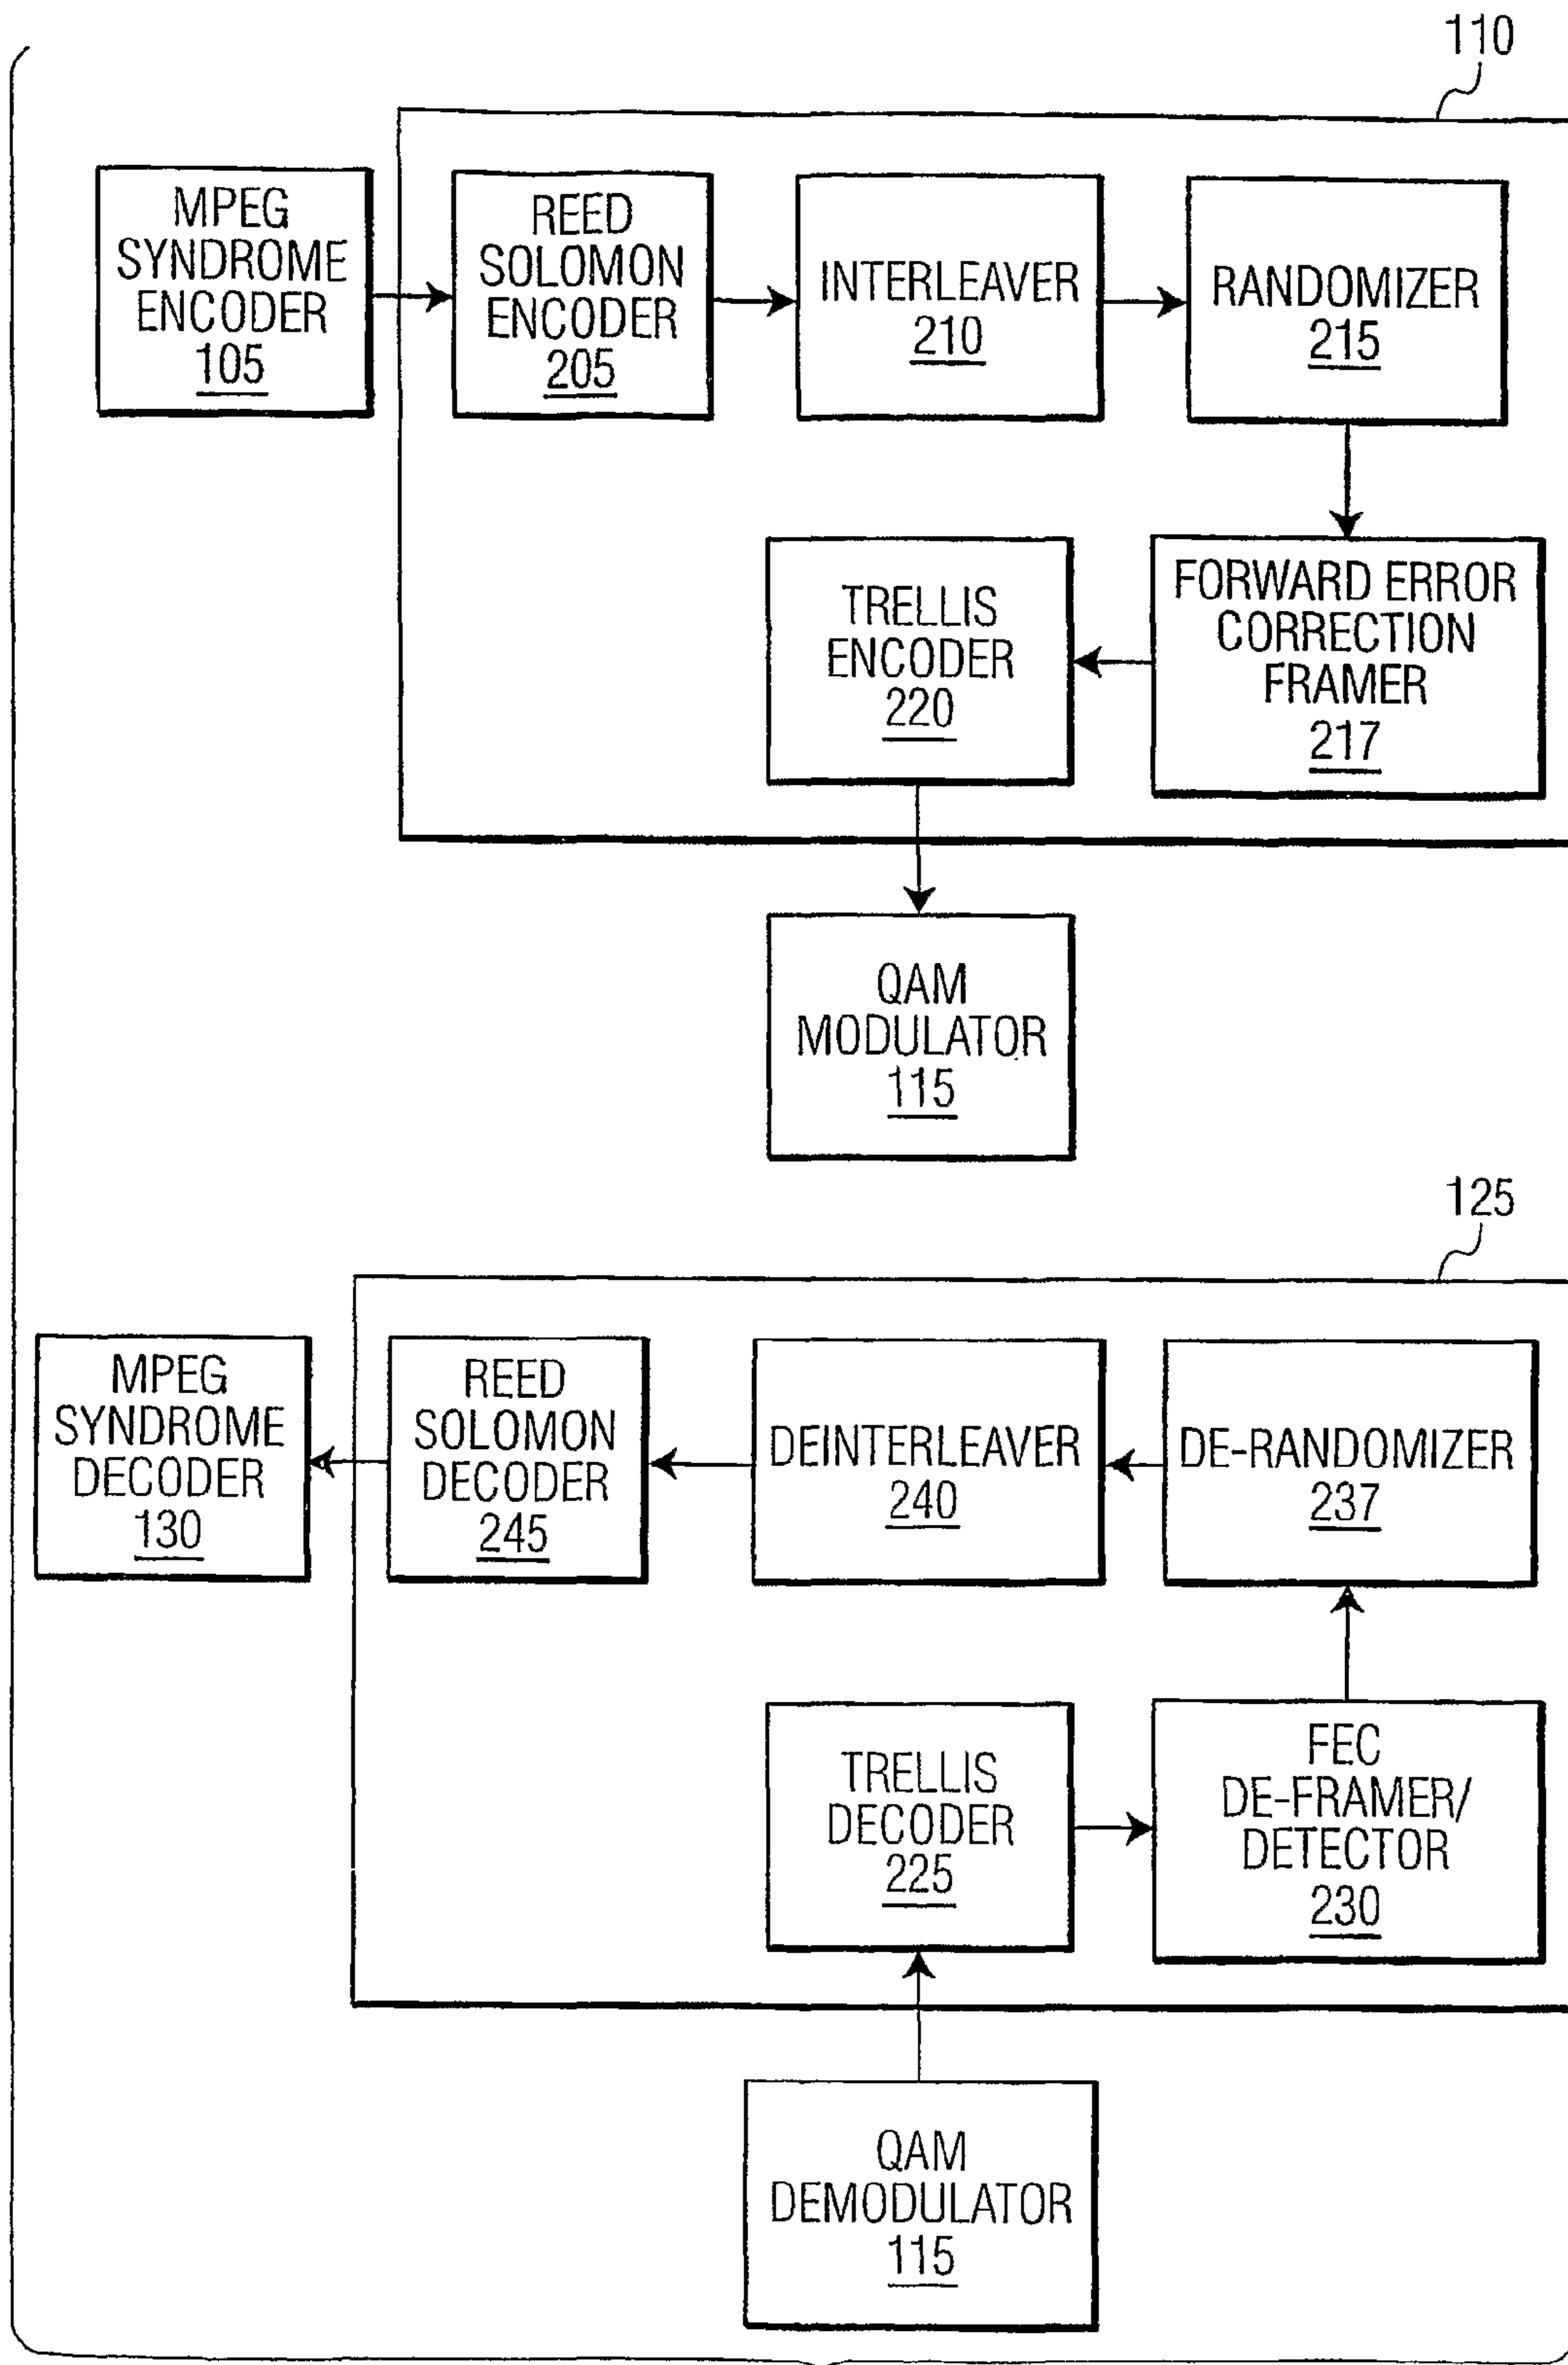 110
MPEG
SYNDROME
ENCODER
105
REED
SOLOMON
ENCODER
205
INTERLEAVER
210
RANDOMIZER
215
TRELLIS
ENCODER
220
FORWARD ERROR
CORRECTION
FRAMER
217
QAM
MODULATOR
115
125
MPEG
SYNDROME
DECODER
130
REED
SOLOMON
DECODER
245
DEINTERLEAVER
240
DE-RANDOMIZER
237
TRELLIS
DECODER
225
FEC
DE-FRAMER/
DETECTOR
230
QAM
DEMODULATOR
115